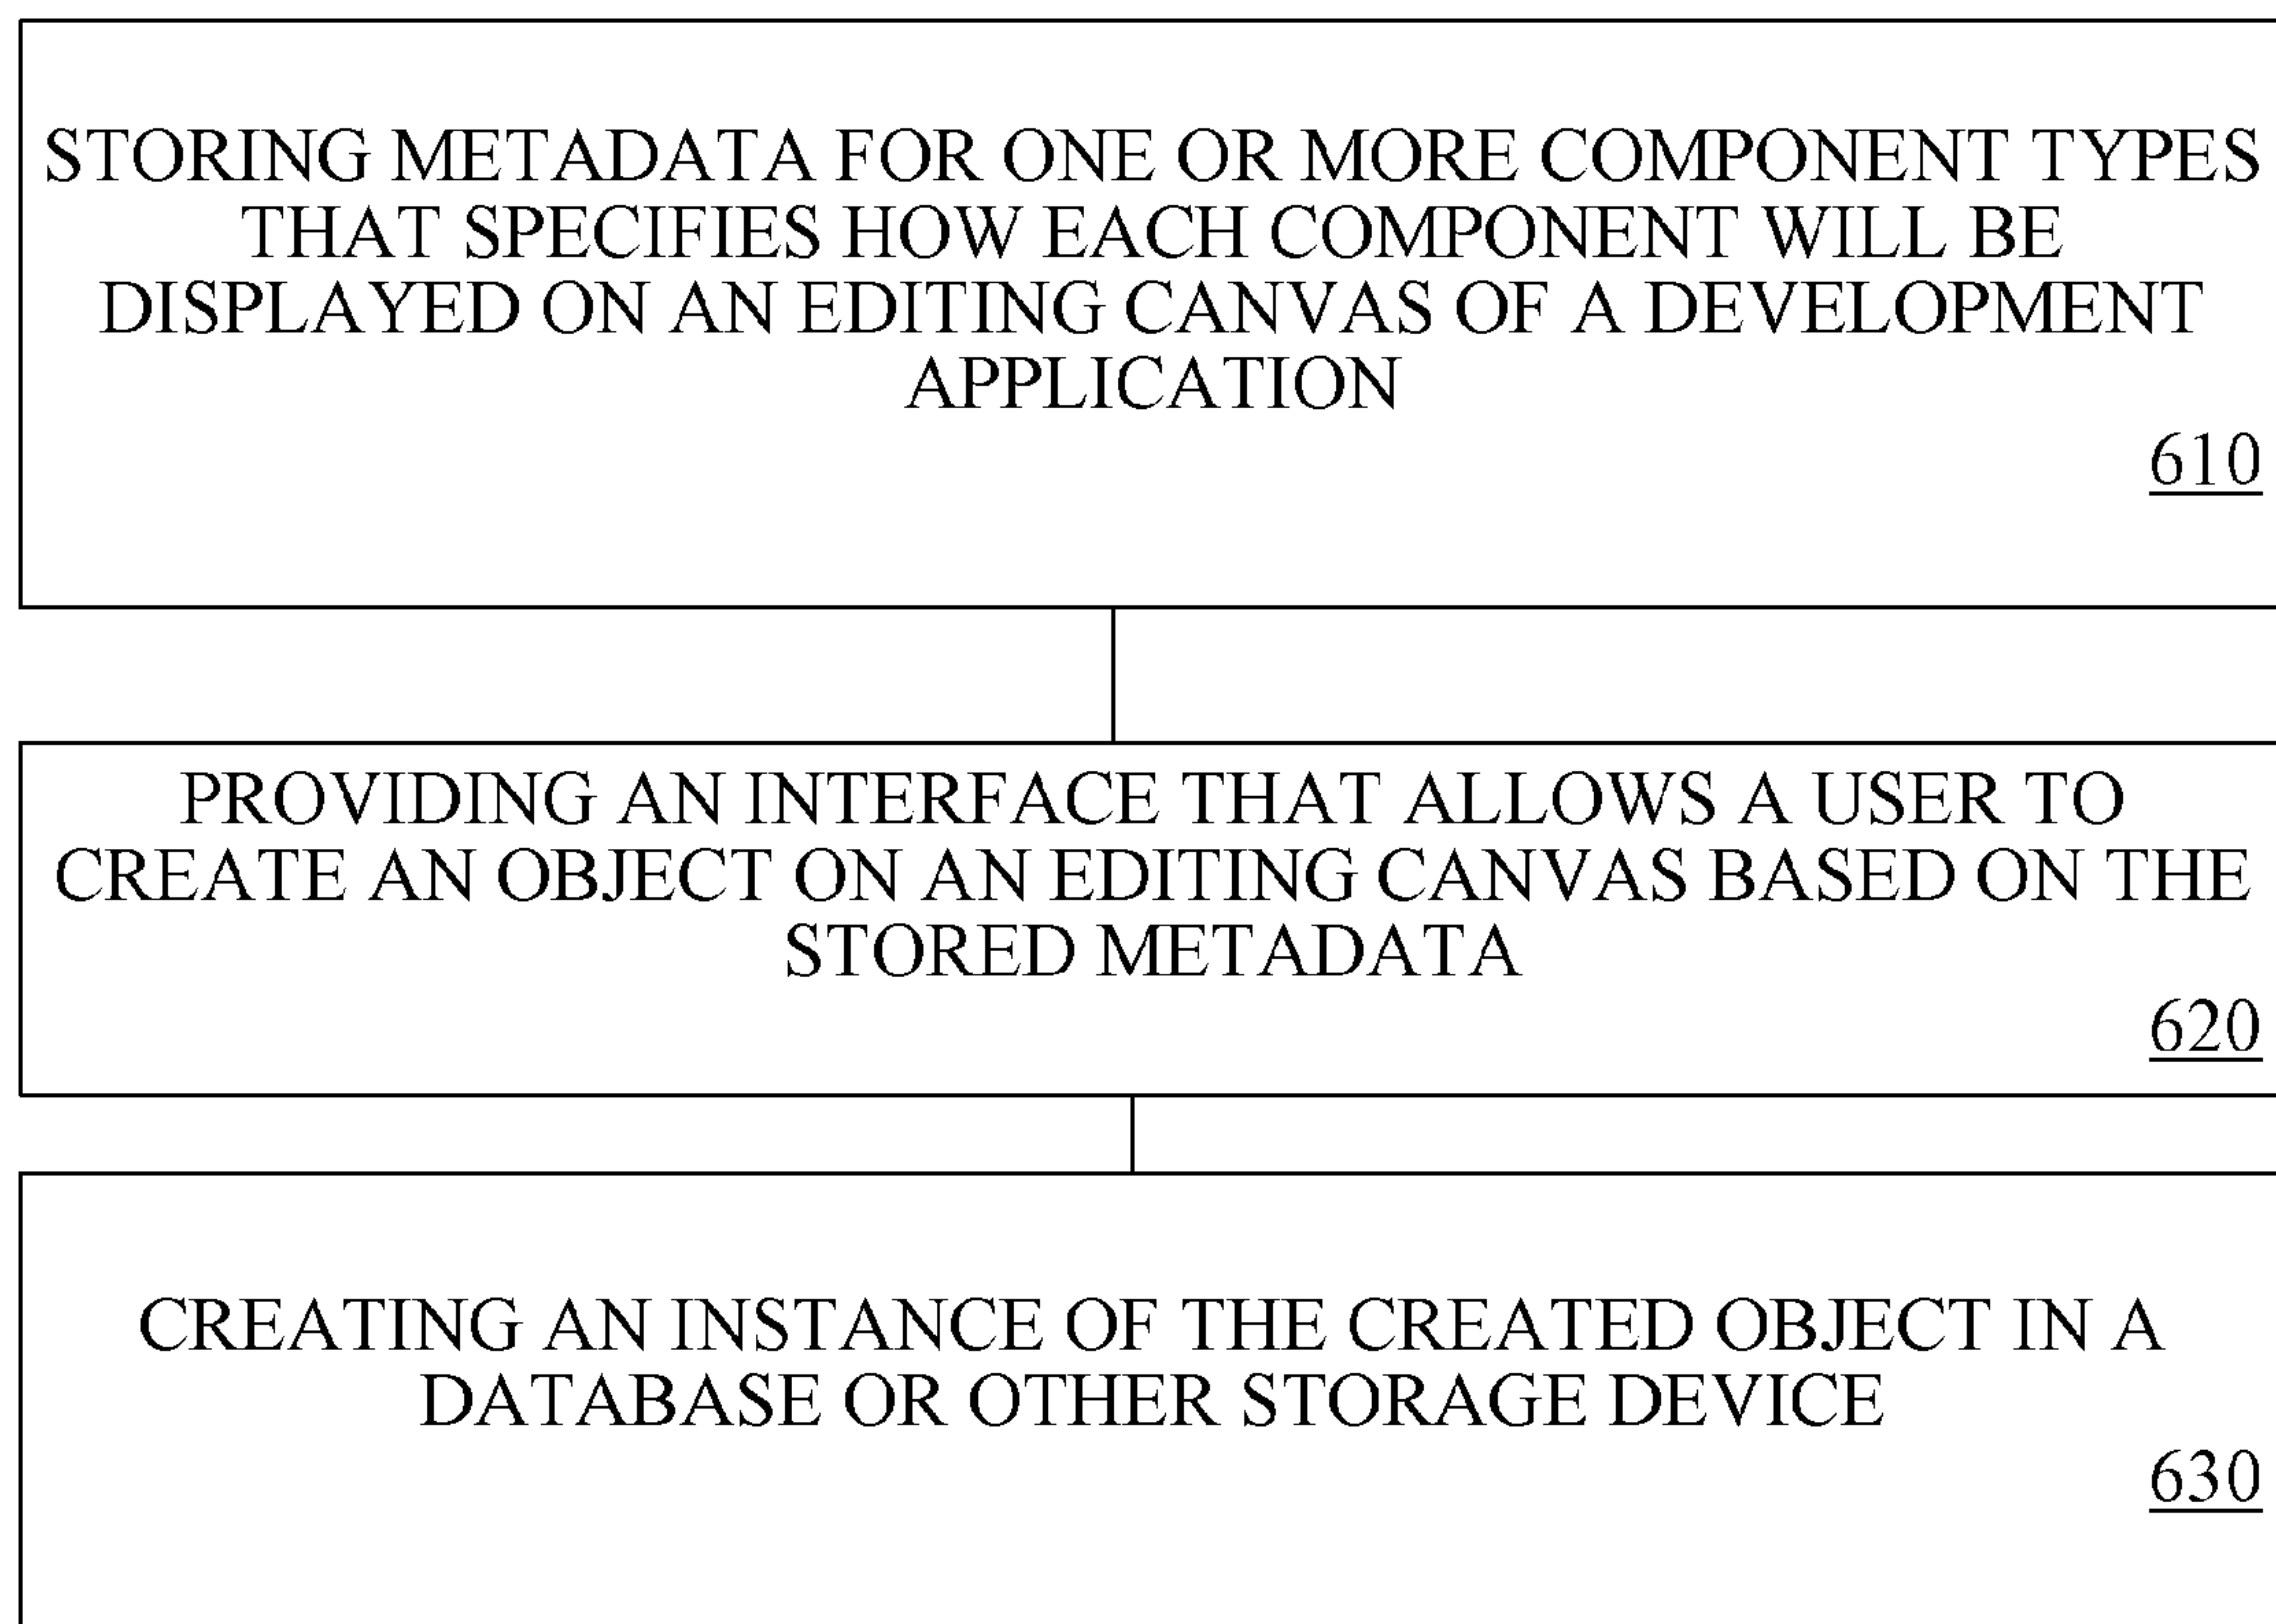 STORING METADATA FOR ONE OR MORE COMPONENT TYPES
THAT SPECIFIES HOW EACH COMPONENT WILL BE
DISPLAYED ON AN EDITING CANVAS OF A DEVELOPMENT
APPLICATION
610
PROVIDING AN INTERFACE THAT ALLOWS A USER TO
CREATE AN OBJECT ON AN EDITING CANVAS BASED ON THE
STORED METADATA
620
CREATING AN INSTANCE OF THE CREATED OBJECT IN A
DATABASE OR OTHER STORAGE DEVICE
630